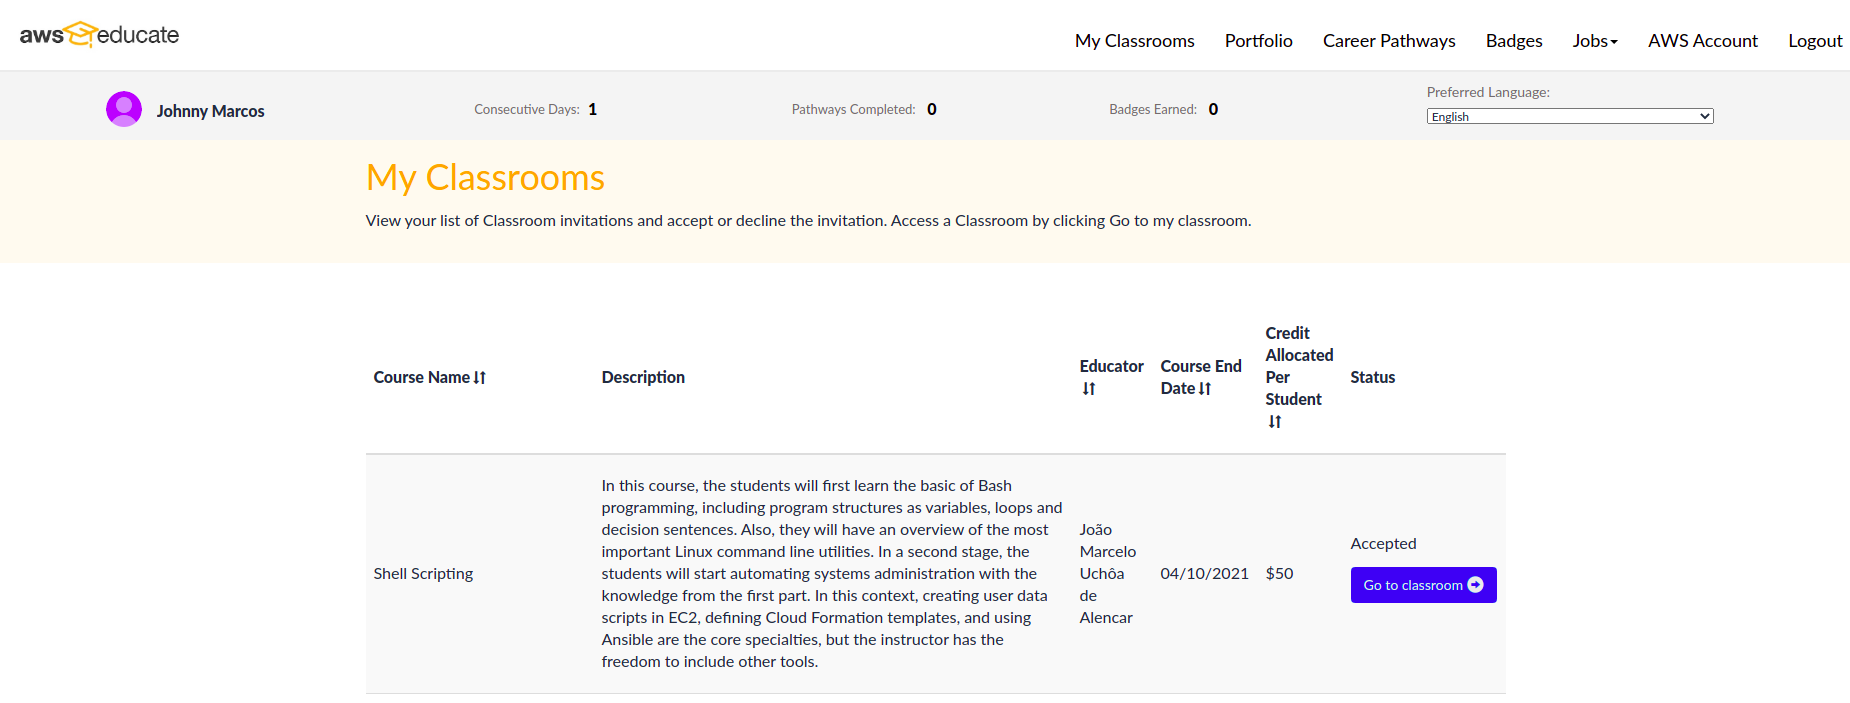 aws educate
My Classrooms Portfolio Career Pathways Badges Jobs AWS Account Logout
Johnny Marcos Consecutive Days: 1 Pathways Completed: 0 Badges Earned: 0 Preferred Language:
English
My Classrooms
View your list of Classroom invitations and accept or decline the invitation. Access a Classroom by clicking Go to my classroom.
Course Name
Description
Educator
Course End
Date
Credit
Allocated
Per
Student
Status
Shell Scripting
In this course, the students will first learn the basic of Bash
programming, including program structures as variables, loops and
decision sentences. Also, they will have an overview of the most
important Linux command line utilities. In a second stage, the
students will start automating systems administration with the
knowledge from the first part. In this context, creating user data
scripts in EC2, defining Cloud Formation templates, and using
Ansible are the core specialties, but the instructor has the
freedom to include other tools.
João
Marcelo
Uchôa
de
Alencar
04/10/2021
$50
Accepted
Go to classroom